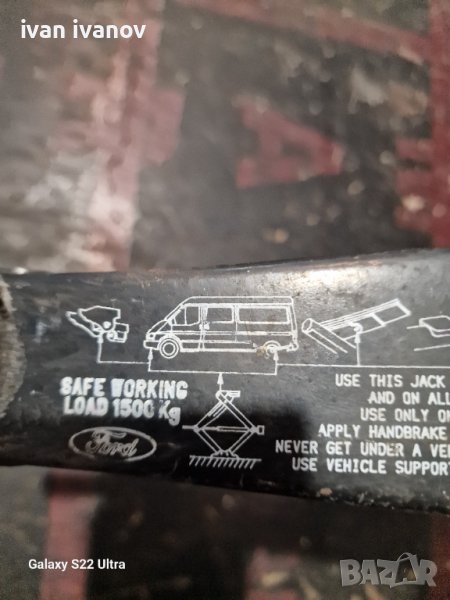 ivan ivanov
SAFE WORKING
LOAD 1500 Kg
Ford
USE THIS JACK
AND ON ALL
USE ONLY ON
APPLY HANDBRAKE
NEVER GET UNDER A VE
USE VEHICLE SUPPORT
Galaxy S22 Ultra
BAZAR